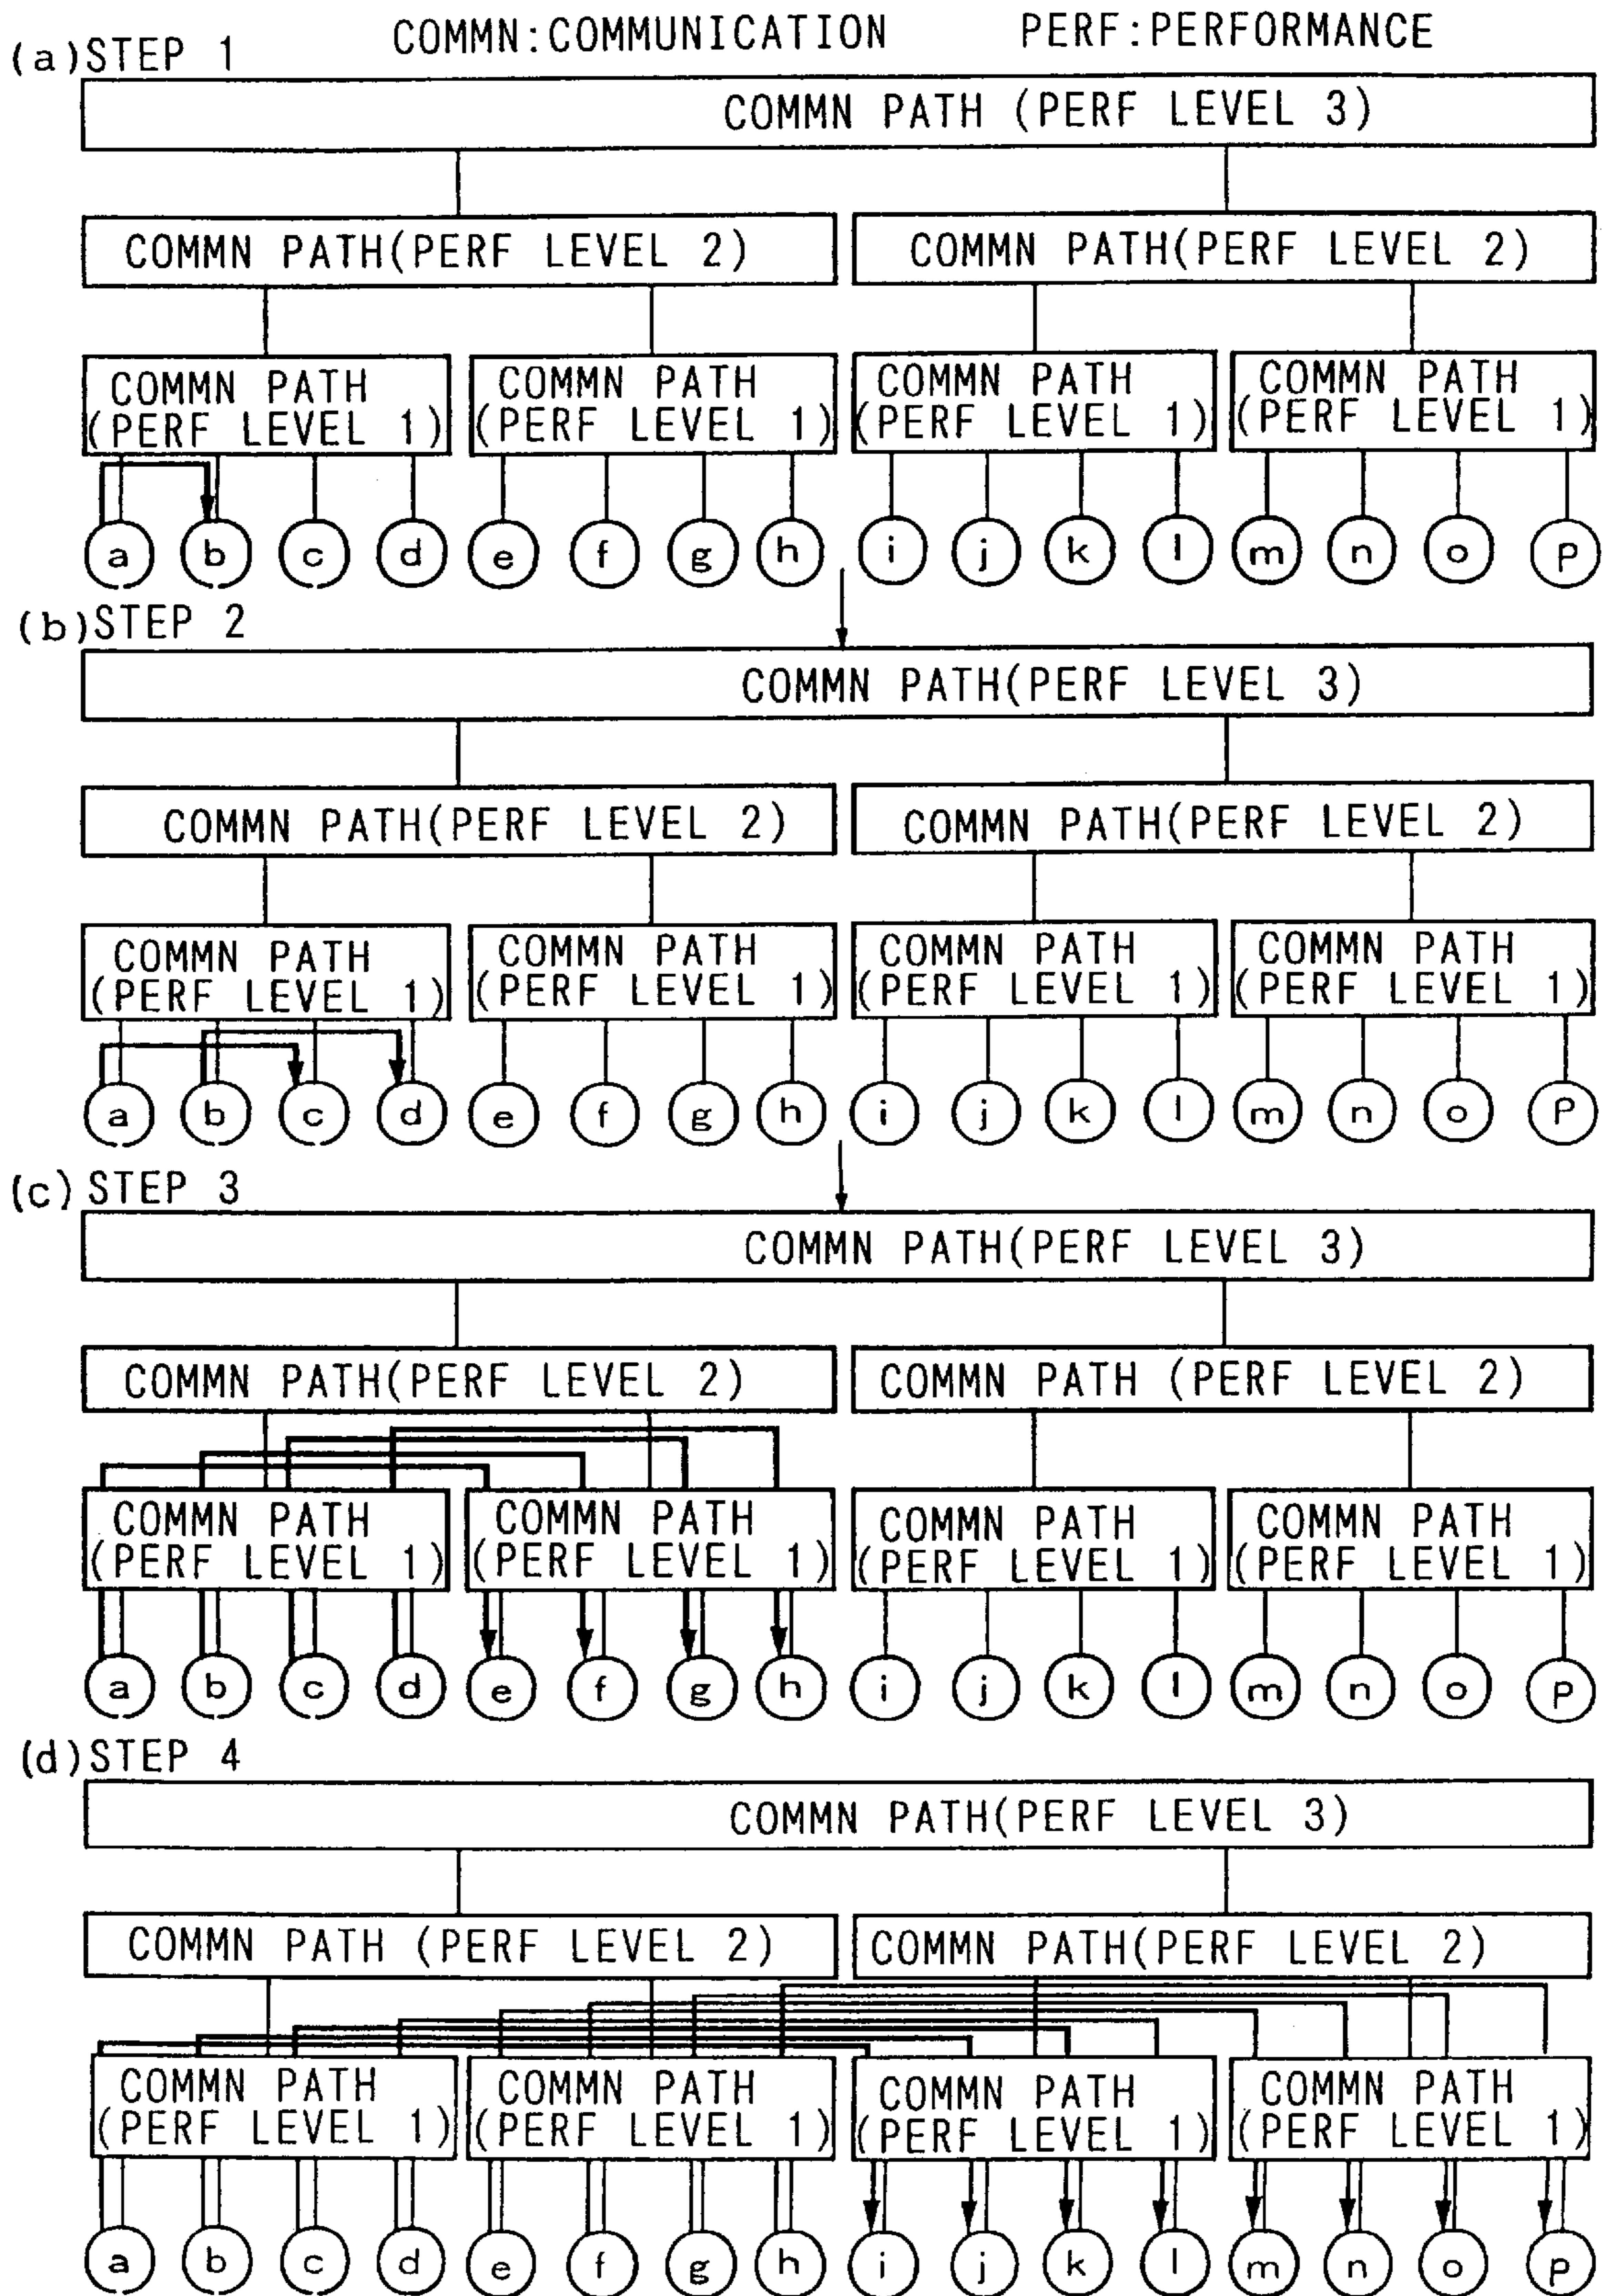 COMMN:COMMUNICATION PERF:PERFORMANCE
(a)STEP 1
COMMN PATH (PERF LEVEL 3)
COMMN PATH(PERF LEVEL 2) COMMN PATH(PERF LEVEL 2)
COMMN PATH COMMN PATH COMMN PATH COMMN PATH
(PERF LEVEL 1) (PERF LEVEL 1) (PERF LEVEL 1) (PERF LEVEL 1)
a b c d e f g h i j k l m n o p
(b)STEP 2
COMMN PATH(PERF LEVEL 3)
COMMN PATH(PERF LEVEL 2) COMMN PATH(PERF LEVEL 2)
COMMN PATH COMMN PATH COMMN PATH COMMN PATH
(PERF LEVEL 1) (PERF LEVEL 1) (PERF LEVEL 1) (PERF LEVEL 1)
a b c d e f g h i j k l m n o p
(c)STEP 3
COMMN PATH(PERF LEVEL 3)
COMMN PATH(PERF LEVEL 2) COMMN PATH (PERF LEVEL 2)
COMMN PATH COMMN PATH COMMN PATH COMMN PATH
(PERF LEVEL 1) (PERF LEVEL 1) (PERF LEVEL 1) (PERF LEVEL 1)
a b c d e f g h i j k l m n o p
(d)STEP 4
COMMN PATH(PERF LEVEL 3)
COMMN PATH (PERF LEVEL 2) COMMN PATH(PERF LEVEL 2)
COMMN PATH COMMN PATH COMMN PATH COMMN PATH
(PERF LEVEL 1) (PERF LEVEL 1) (PERF LEVEL 1) (PERF LEVEL 1)
a b c d e f g h i j k l m n o p